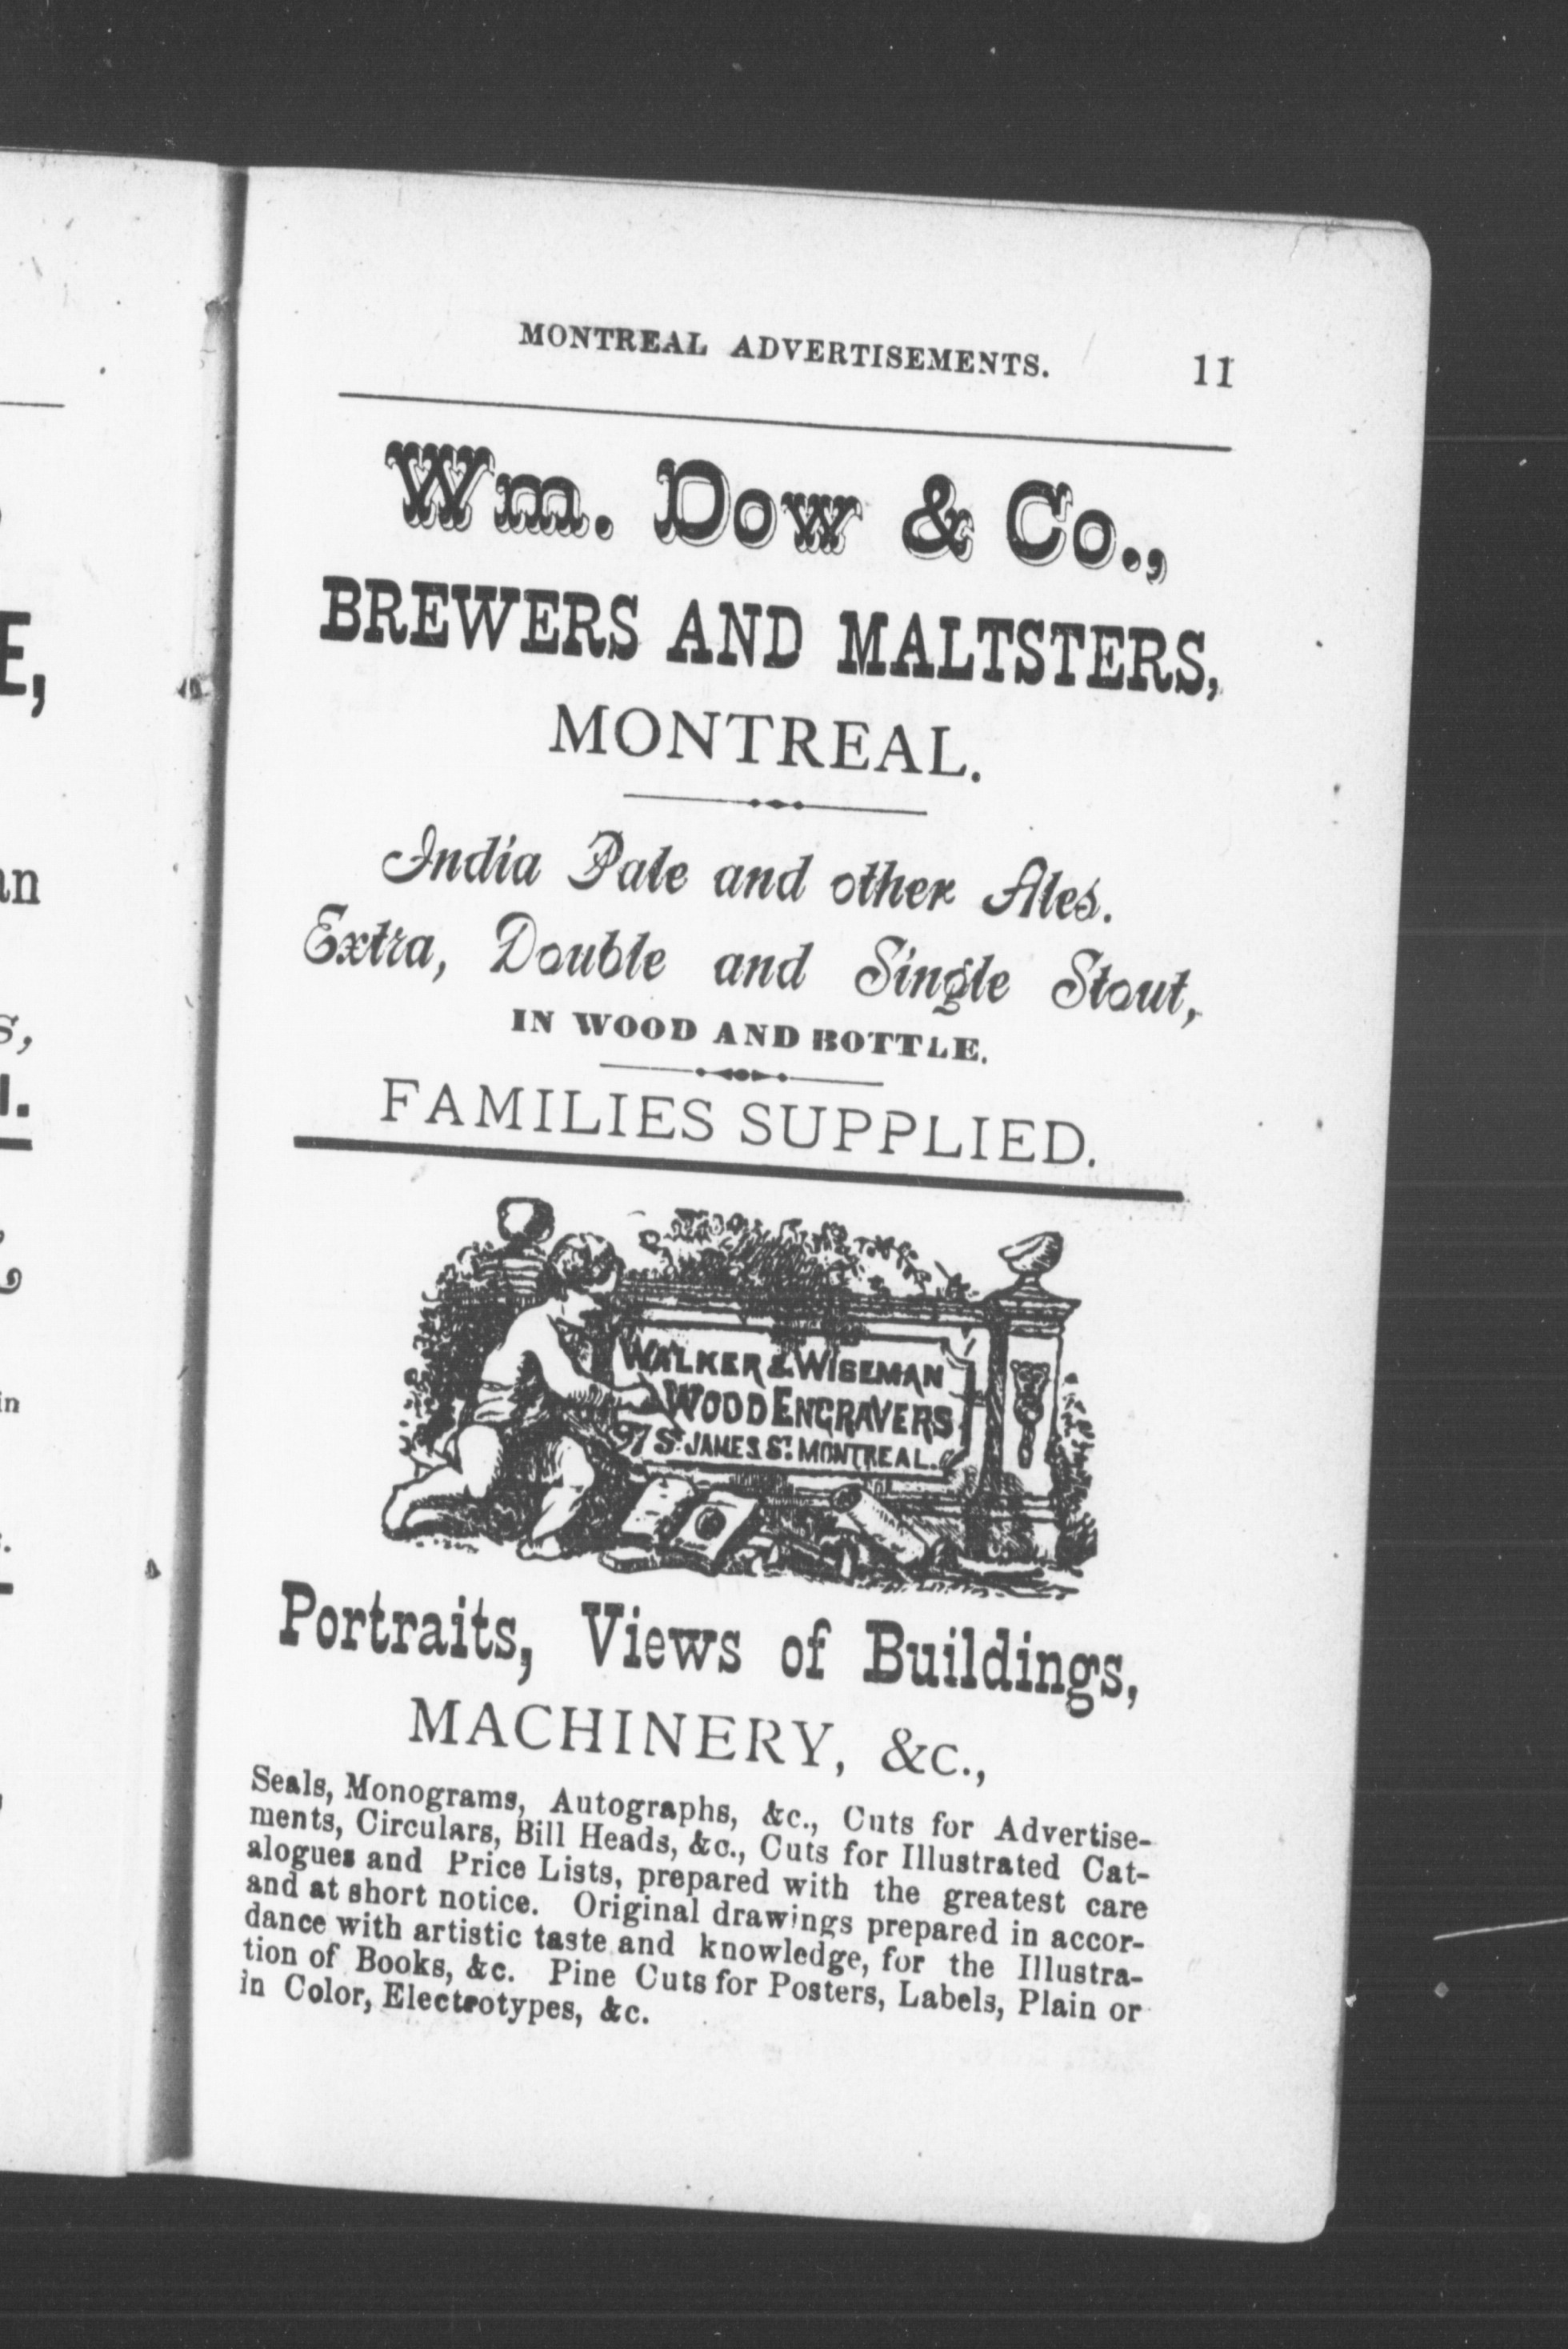 MONTREAL ADVERTISEMENTS. 11
Wm. Dow & Co.,
BREWERS AND MALTSTERS,
MONTREAL.
India Pale and other Ales.
Extra, Double and Single Stout,
IN WOOD AND BOTTLE.
FAMILIES SUPPLIED.
WALKER & WISEMAN
WOOD ENGRAVERS
ST. JAMES ST. MONTREAL.
Portraits, Views of Buildings,
MACHINERY, &c.,
Seals, Monograms, Autographs, &c., Cuts for Advertise-
ments, Circulars, Bill Heads, &c., Cuts for Illustrated Cat-
alogues and Price Lists, prepared with the greatest care
and at short notice. Original drawings prepared in accor-
dance with artistic taste and knowledge, for the Illustra-
tion of Books, &c. Pine Cuts for Posters, Labels, Plain or
in Color, Electrotypes, &c.